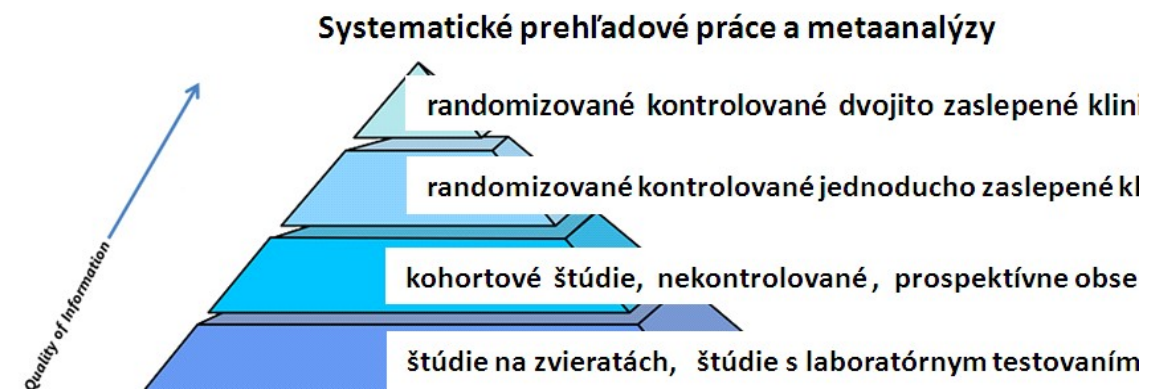 Systematické prehľadové práce a metaanalýzy
randomizované kontrolované dvojito zaslepené klini
randomizované kontrolované jednoducho zaslepené kl
kohortové štúdie, nekontrolované, prospektívne obse
štúdie na zvieratách, štúdie s laboratórnym testovaním
Quality of Information